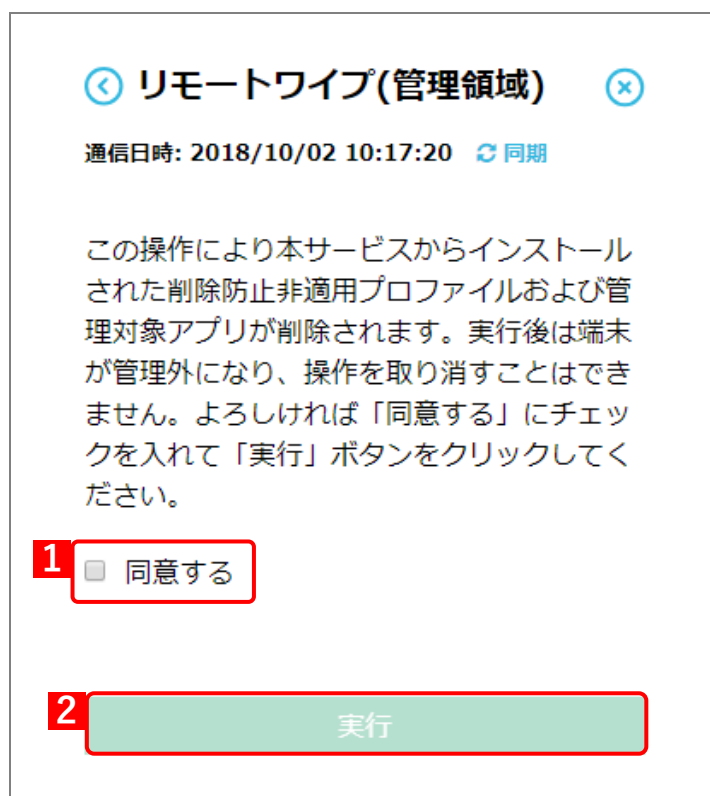 リモートワイプ(管理領域)
通信日時: 2018/10/02 10:17:20 同期
この操作により本サービスからインストール
された削除防止非適用プロファイルおよび管
理対象アプリが削除されます。実行後は端末
が管理外になり、操作を取り消すことはでき
ません。よろしければ「同意する」にチェッ
クを入れて「実行」ボタンをクリックしてく
ださい。
1 同意する
2 実行